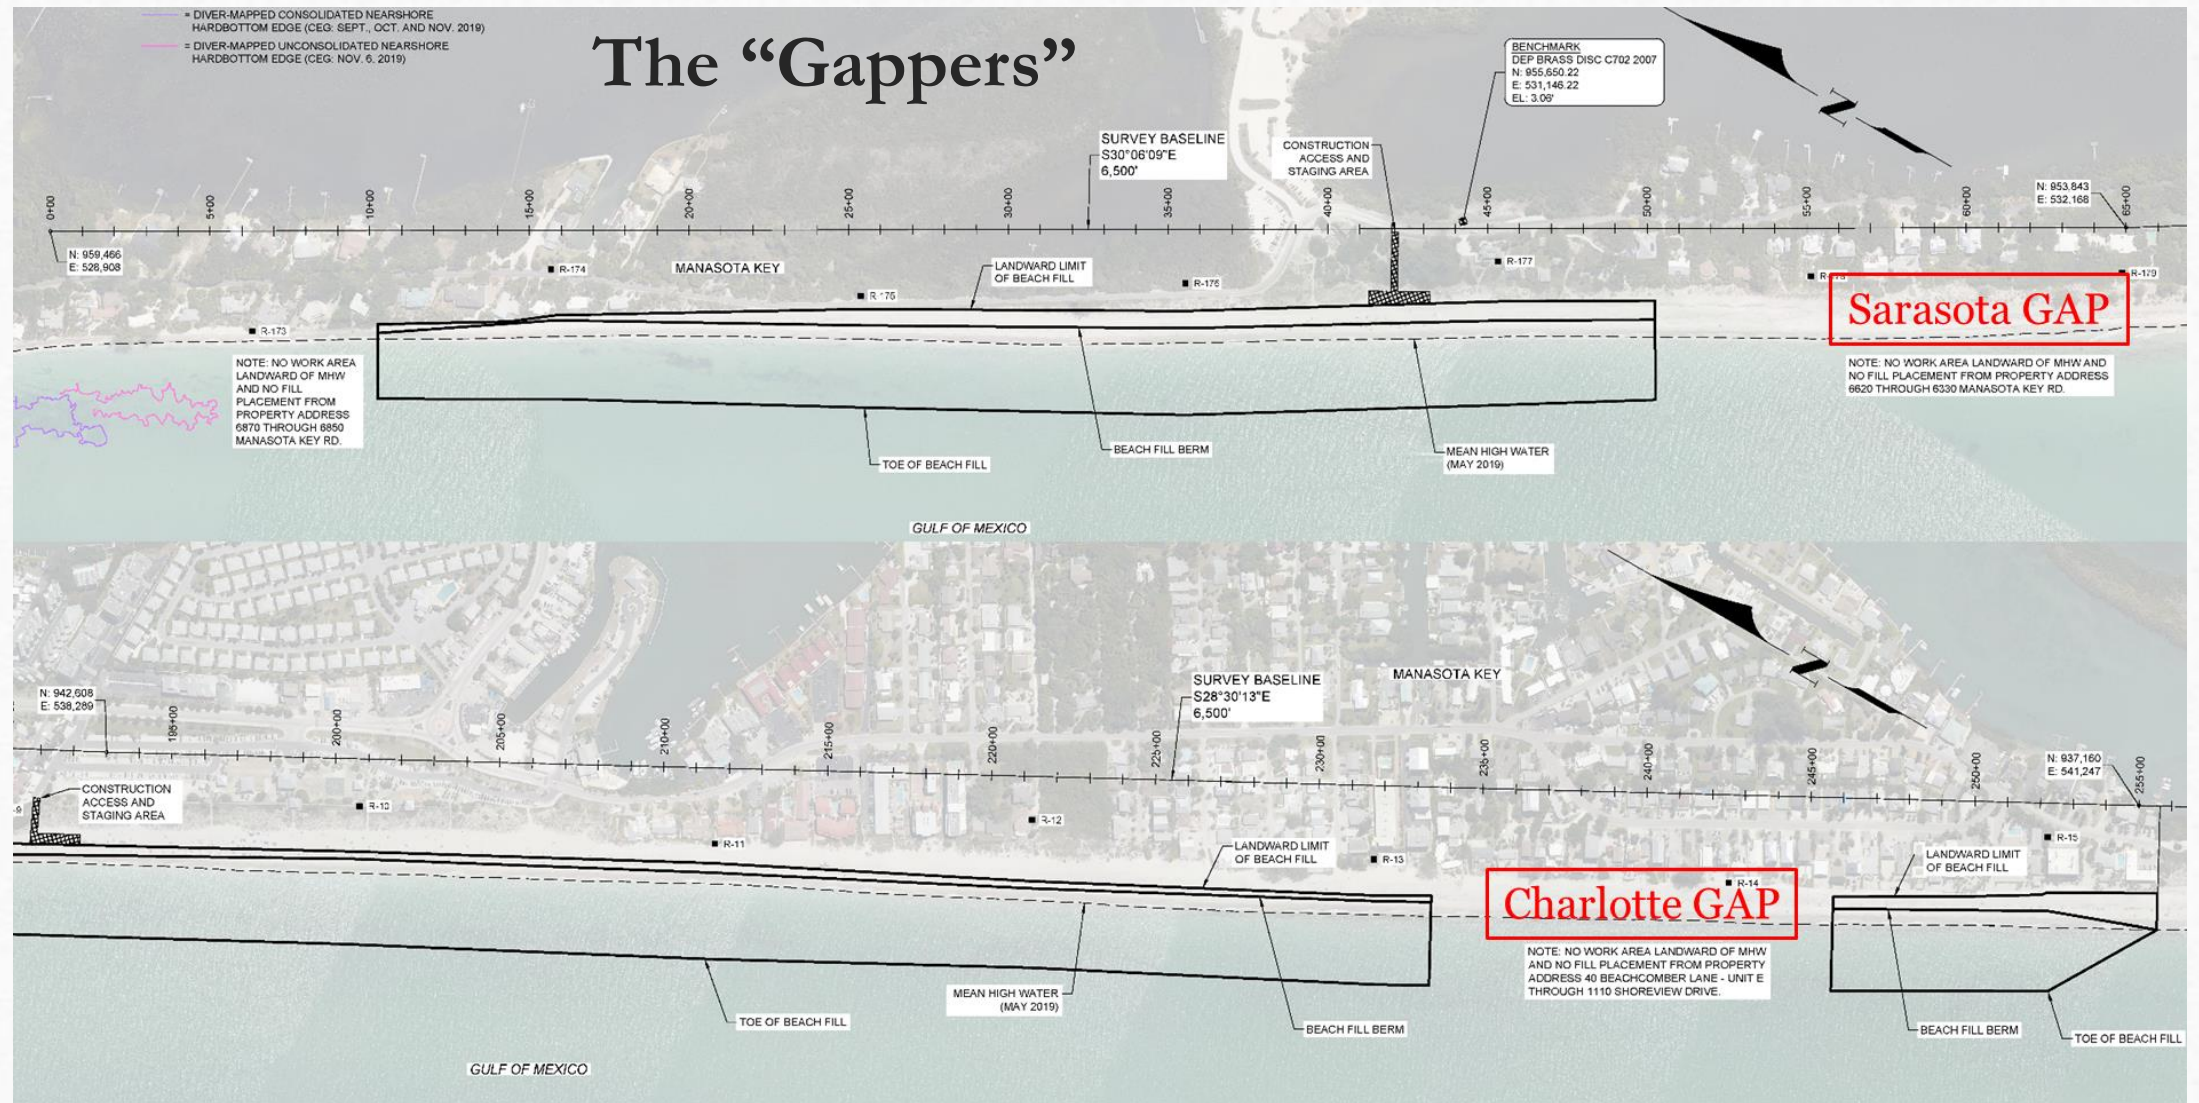 = DIVER-MAPPED CONSOLIDATED NEARSHORE
HARDBOTTOM EDGE (CEG: SEPT., OCT. AND NOV. 2019)
= DIVER-MAPPED UNCONSOLIDATED NEARSHORE
HARDBOTTOM EDGE (CEG: NOV. 6, 2019)
The “Gappers”
BENCHMARK
DEP BRASS DISC C702 2007
N: 955,650.22
E: 531,146.22
EL: 3.06'
N
SURVEY BASELINE
S30°06'09"E
6,500'
CONSTRUCTION
ACCESS AND
STAGING AREA
N: 953,843
E: 532,168
0+00
5+00
10+00
15+00
20+00
25+00
30+00
35+00
40+00
45+00
50+00
55+00
60+00
65+00
N: 959,466
E: 528,908
R-173
R-174
MANASOTA KEY
R-175
LANDWARD LIMIT
OF BEACH FILL
R-176
R-177
R-179
Sarasota GAP
NOTE: NO WORK AREA
LANDWARD OF MHW
AND NO FILL
PLACEMENT FROM
PROPERTY ADDRESS
6870 THROUGH 6850
MANASOTA KEY RD.
NOTE: NO WORK AREA LANDWARD OF MHW AND
NO FILL PLACEMENT FROM PROPERTY ADDRESS
6620 THROUGH 6330 MANASOTA KEY RD.
TOE OF BEACH FILL
BEACH FILL BERM
MEAN HIGH WATER
(MAY 2019)
GULF OF MEXICO
N
N: 942,608
E: 538,289
SURVEY BASELINE
S28°30'13"E
6,500'
MANASOTA KEY
195+00
200+00
205+00
210+00
215+00
220+00
225+00
230+00
235+00
240+00
245+00
250+00
255+00
N: 937,160
E: 541,247
CONSTRUCTION
ACCESS AND
STAGING AREA
R-10
R-11
R-12
R-13
R-14
R-15
LANDWARD LIMIT
OF BEACH FILL
LANDWARD LIMIT
OF BEACH FILL
Charlotte GAP
NOTE: NO WORK AREA LANDWARD OF MHW
AND NO FILL PLACEMENT FROM PROPERTY
ADDRESS 40 BEACHCOMBER LANE - UNIT E
THROUGH 1110 SHOREVIEW DRIVE.
MEAN HIGH WATER
(MAY 2019)
TOE OF BEACH FILL
BEACH FILL BERM
BEACH FILL BERM
TOE OF BEACH FILL
GULF OF MEXICO